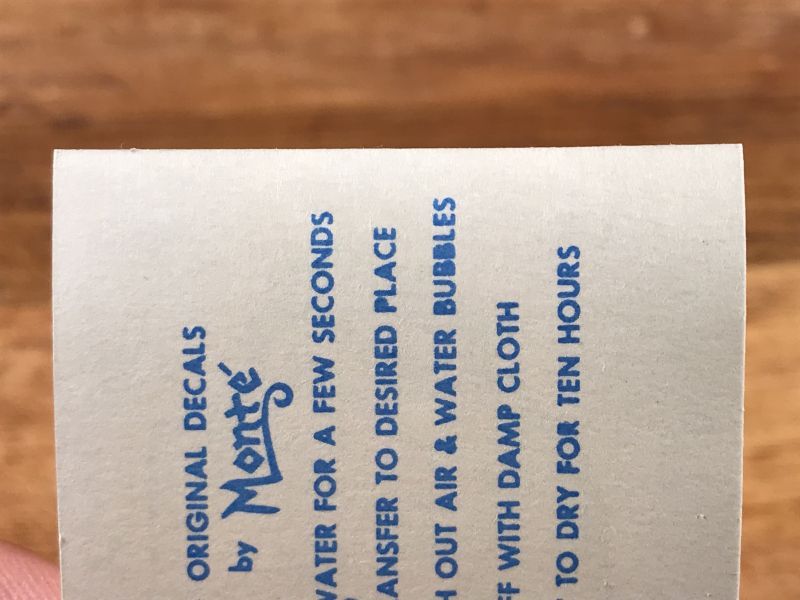 ORIGINAL DECALS
by Monté
WATER FOR A FEW SECONDS
ANSFER TO DESIRED PLACE
H OUT AIR & WATER BUBBLES
FF WITH DAMP CLOTH
TO DRY FOR TEN HOURS